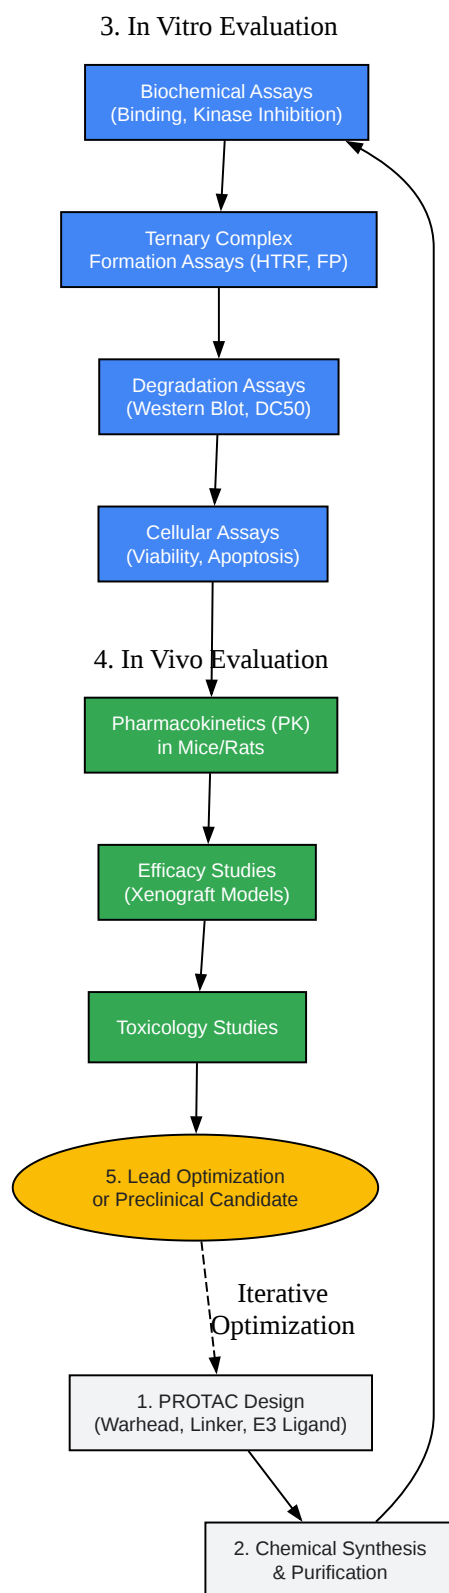 3. In Vitro Evaluation
Biochemical Assays
(Binding, Kinase Inhibition)
Ternary Complex
Formation Assays (HTRF, FP)
Degradation Assays
(Western Blot, DC50)
Cellular Assays
(Viability, Apoptosis)
4. In Vivo Evaluation
Pharmacokinetics (PK)
in Mice/Rats
Efficacy Studies
(Xenograft Models)
Toxicology Studies
5. Lead Optimization
or Preclinical Candidate
Iterative
Optimization
1. PROTAC Design
(Warhead, Linker, E3 Ligand)
2. Chemical Synthesis
& Purification